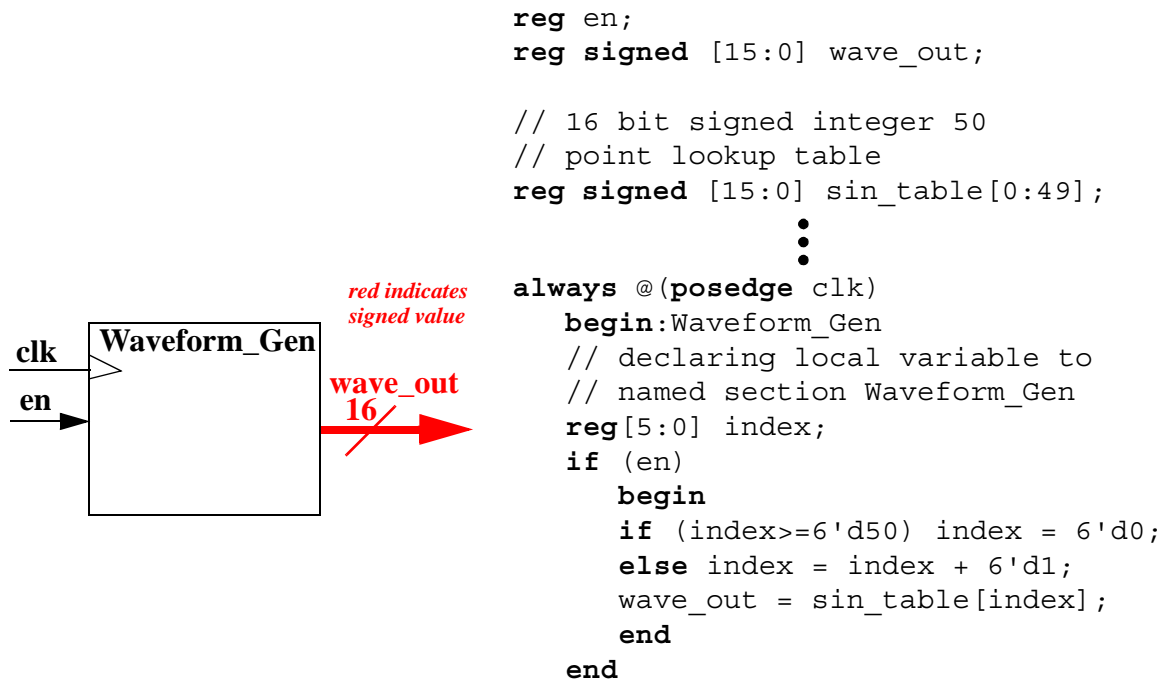 reg en;
reg signed [15:0] wave_out;
// 16 bit signed integer 50
// point lookup table
reg signed [15:0] sin_table[0:49];
always @(posedge clk)
begin:Waveform_Gen
// declaring local variable to
// named section Waveform_Gen
reg[5:0] index;
if (en)
begin
if (index>=6'd50) index = 6'd0;
else index = index + 6'd1;
wave_out = sin_table[index];
end
end
red indicates
signed value
Waveform_Gen
clk
en
wave_out
16